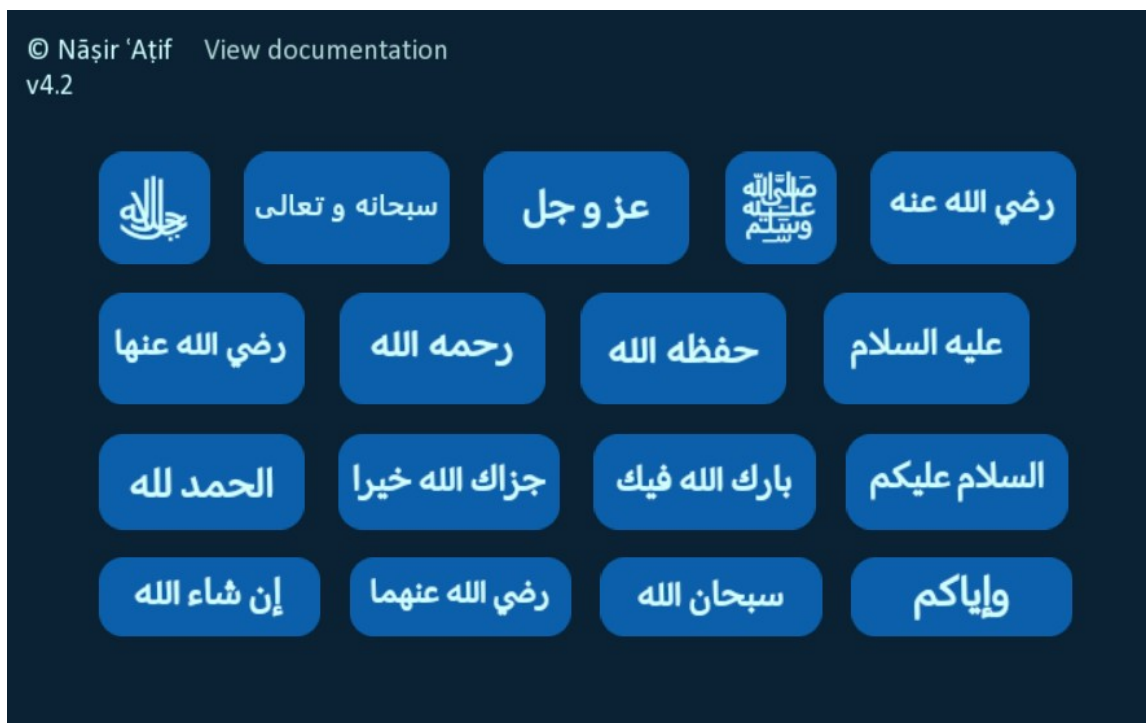 © Nāṣir ʿAṭif    View documentation
v4.2
ﷻ    سبحانه و تعالى    عز و جل    ﷺ    رضي الله عنه
رضي الله عنها    رحمه الله    حفظه الله    عليه السلام
الحمد لله    جزاك الله خيرا    بارك الله فيك    السلام عليكم
إن شاء الله    رضي الله عنهما    سبحان الله    وإياكم